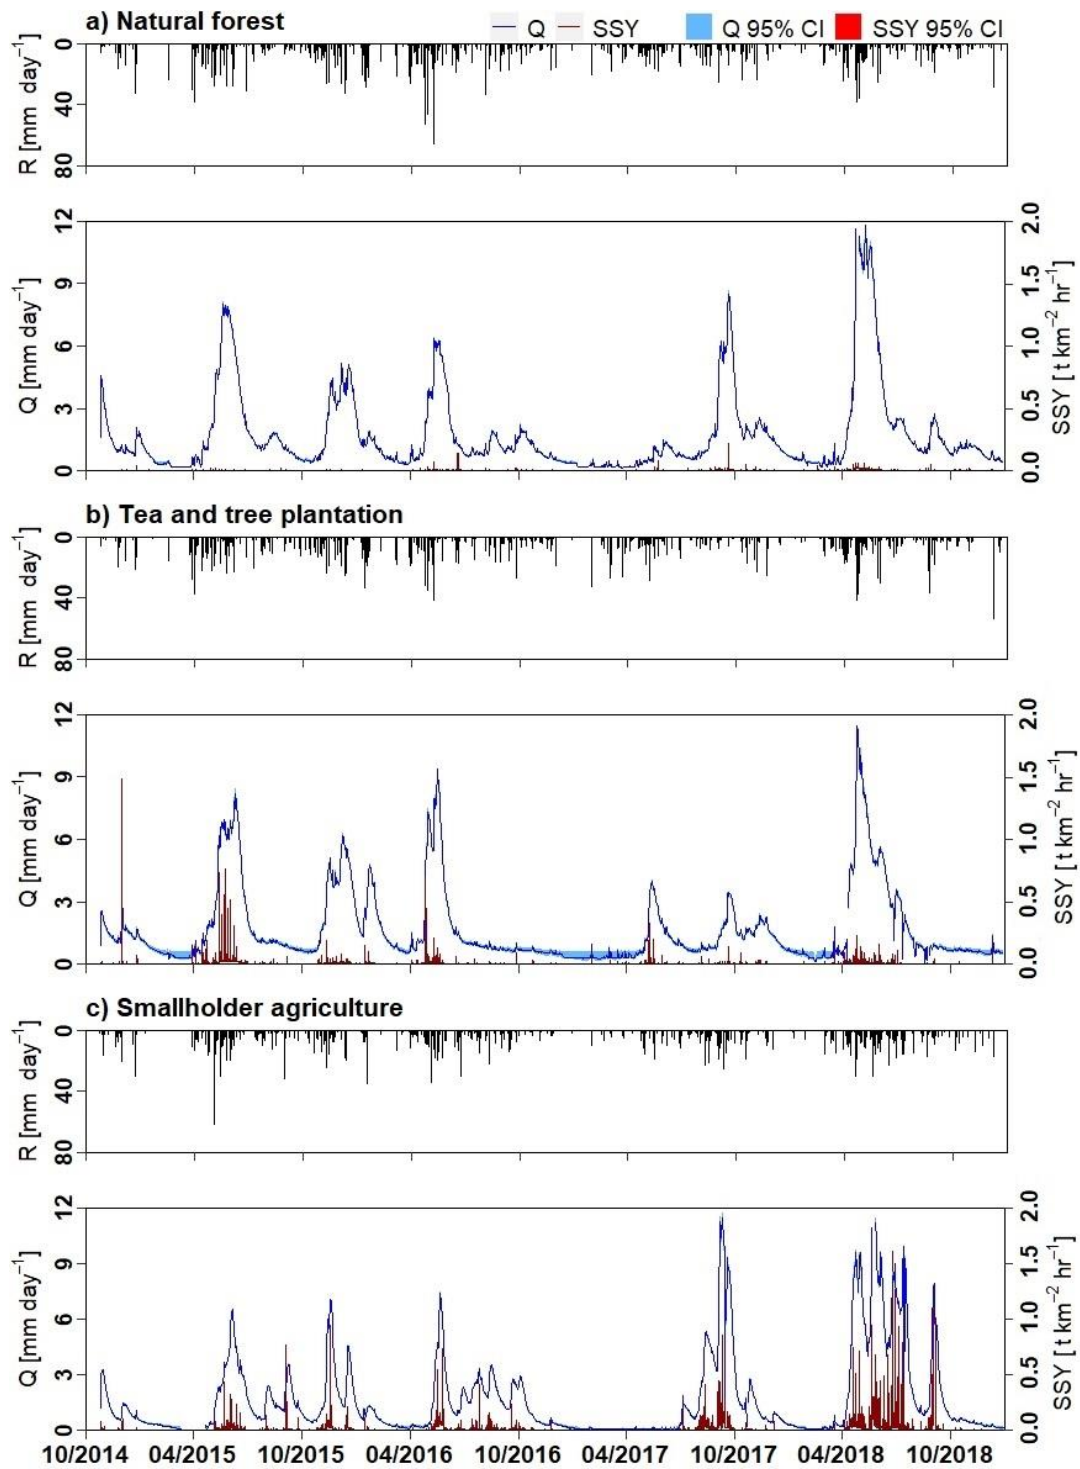 a) Natural forest
Q SSY Q 95% CI SSY 95% CI
R [mm day]
0
40
80
Q [mm day⁻¹]
12
9
6
3
0
SSY [t km⁻² hr⁻¹]
2.0
1.5
1.0
0.5
0.0
b) Tea and tree plantation
R [mm day⁻¹]
0
40
80
Q [mm day⁻¹]
12
9
6
3
0
SSY [t km⁻² hr⁻¹]
2.0
1.5
1.0
0.5
0.0
c) Smallholder agriculture
R [mm day⁻¹]
0
40
80
Q [mm day⁻¹]
12
9
6
3
0
SSY [t km⁻² hr⁻¹]
2.0
1.5
1.0
0.5
0.0
10/2014 04/2015 10/2015 04/2016 10/2016 04/2017 10/2017 04/2018 10/2018